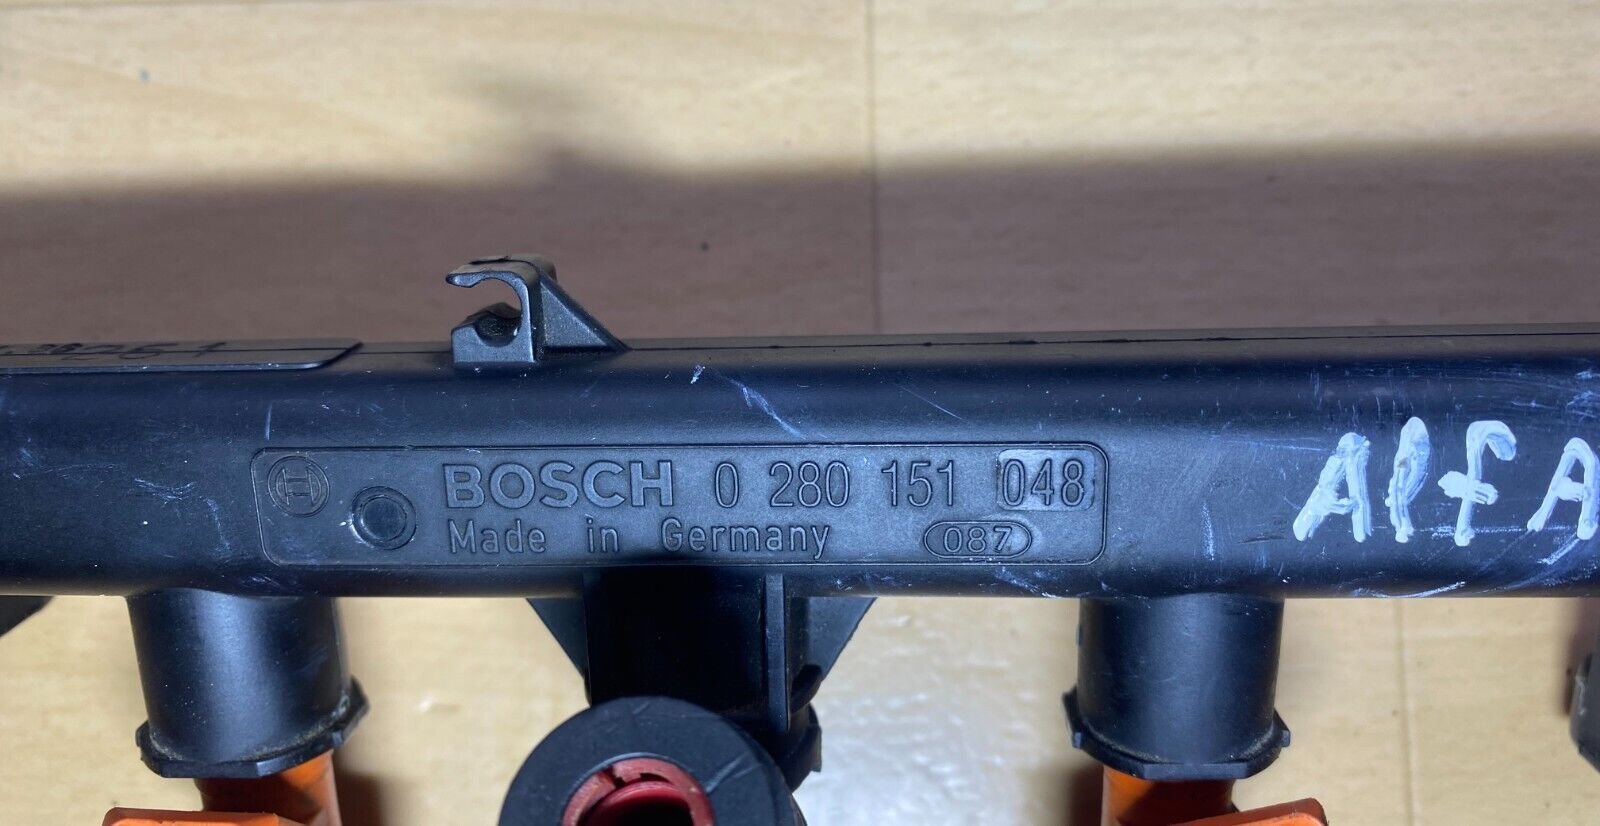 BOSCH 0 280 151 048
Made in Germany 087
AlfA